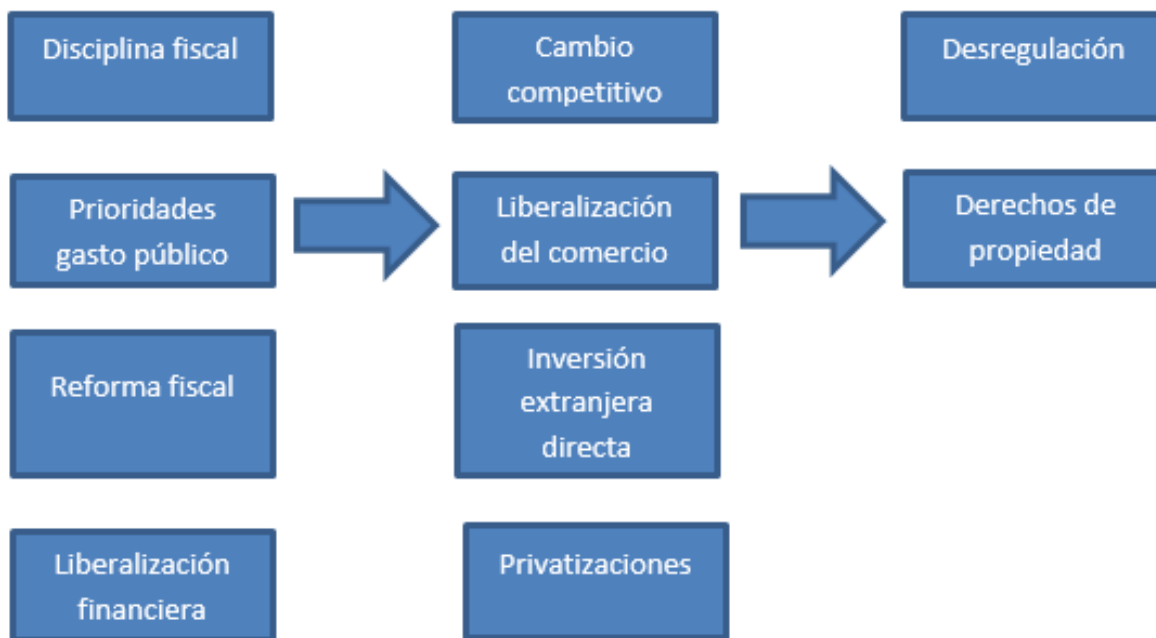 Disciplina fiscal
Prioridades
gasto público
Reforma fiscal
Liberalización
financiera
Cambio
competitivo
Liberalización
del comercio
Inversión
extranjera
directa
Privatizaciones
Desregulación
Derechos de
propiedad